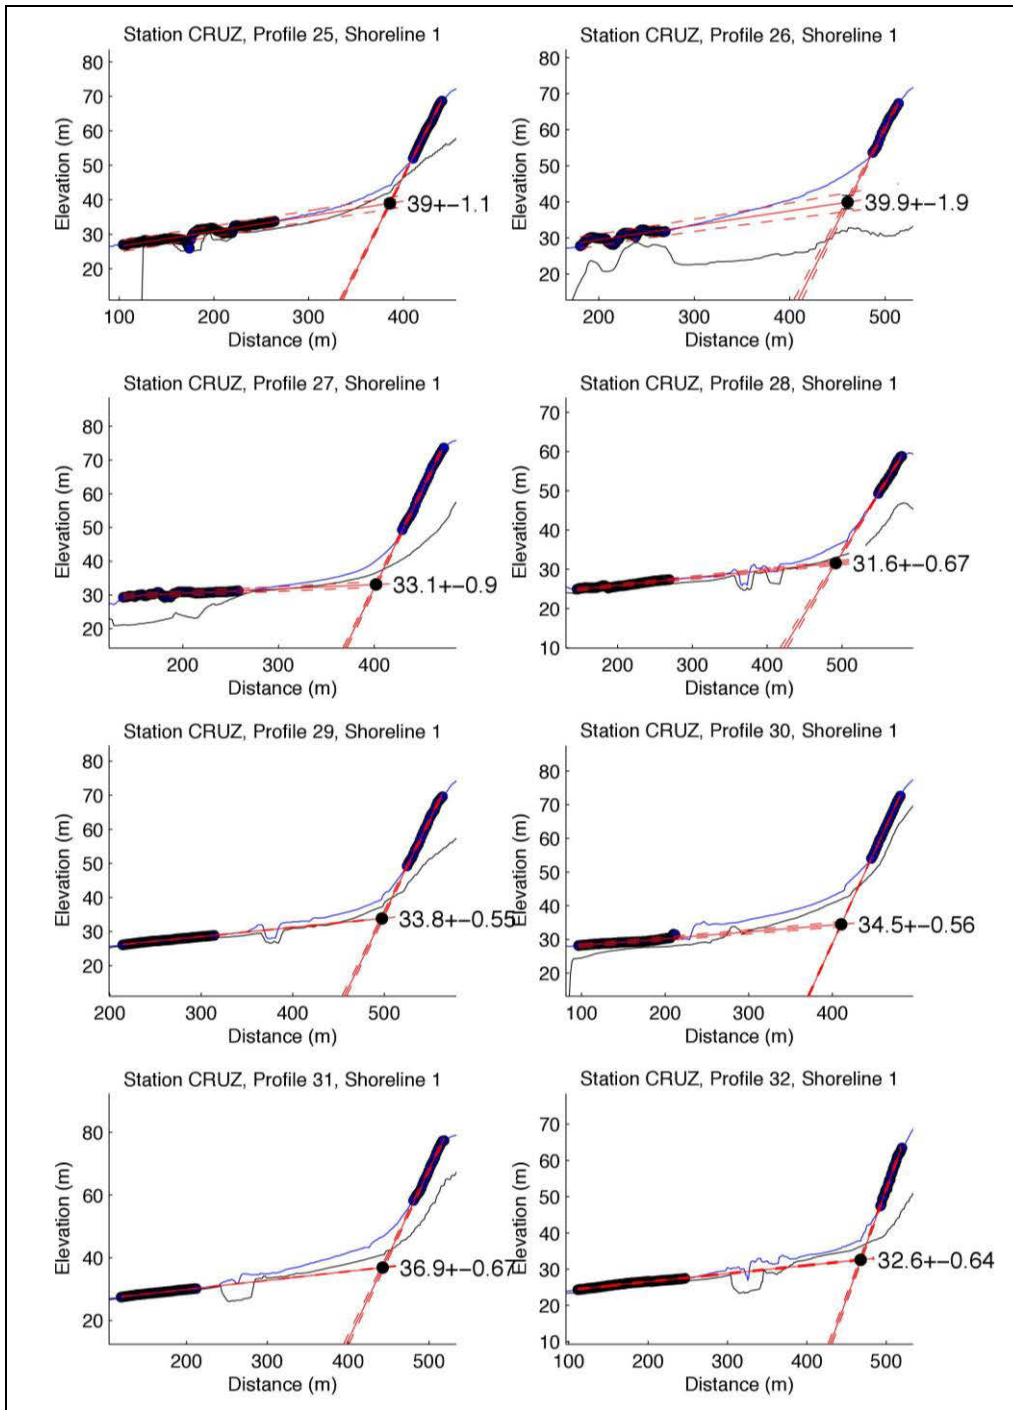 Station CRUZ, Profile 25, Shoreline 1
80
70
60
50
40
30
20
Elevation (m)
39+−1.1
100 200 300 400
Distance (m)
Station CRUZ, Profile 26, Shoreline 1
80
70
60
50
40
30
20
Elevation (m)
39.9+−1.9
200 300 400 500
Distance (m)
Station CRUZ, Profile 27, Shoreline 1
80
70
60
50
40
30
20
Elevation (m)
33.1+−0.9
200 300 400
Distance (m)
Station CRUZ, Profile 28, Shoreline 1
70
60
50
40
30
20
10
Elevation (m)
31.6+−0.67
200 300 400 500
Distance (m)
Station CRUZ, Profile 29, Shoreline 1
80
70
60
50
40
30
20
Elevation (m)
33.8+−0.55
200 300 400 500
Distance (m)
Station CRUZ, Profile 30, Shoreline 1
80
70
60
50
40
30
20
Elevation (m)
34.5+−0.56
100 200 300 400
Distance (m)
Station CRUZ, Profile 31, Shoreline 1
80
60
40
20
Elevation (m)
36.9+−0.67
200 300 400 500
Distance (m)
Station CRUZ, Profile 32, Shoreline 1
70
60
50
40
30
20
10
Elevation (m)
32.6+−0.64
100 200 300 400 500
Distance (m)